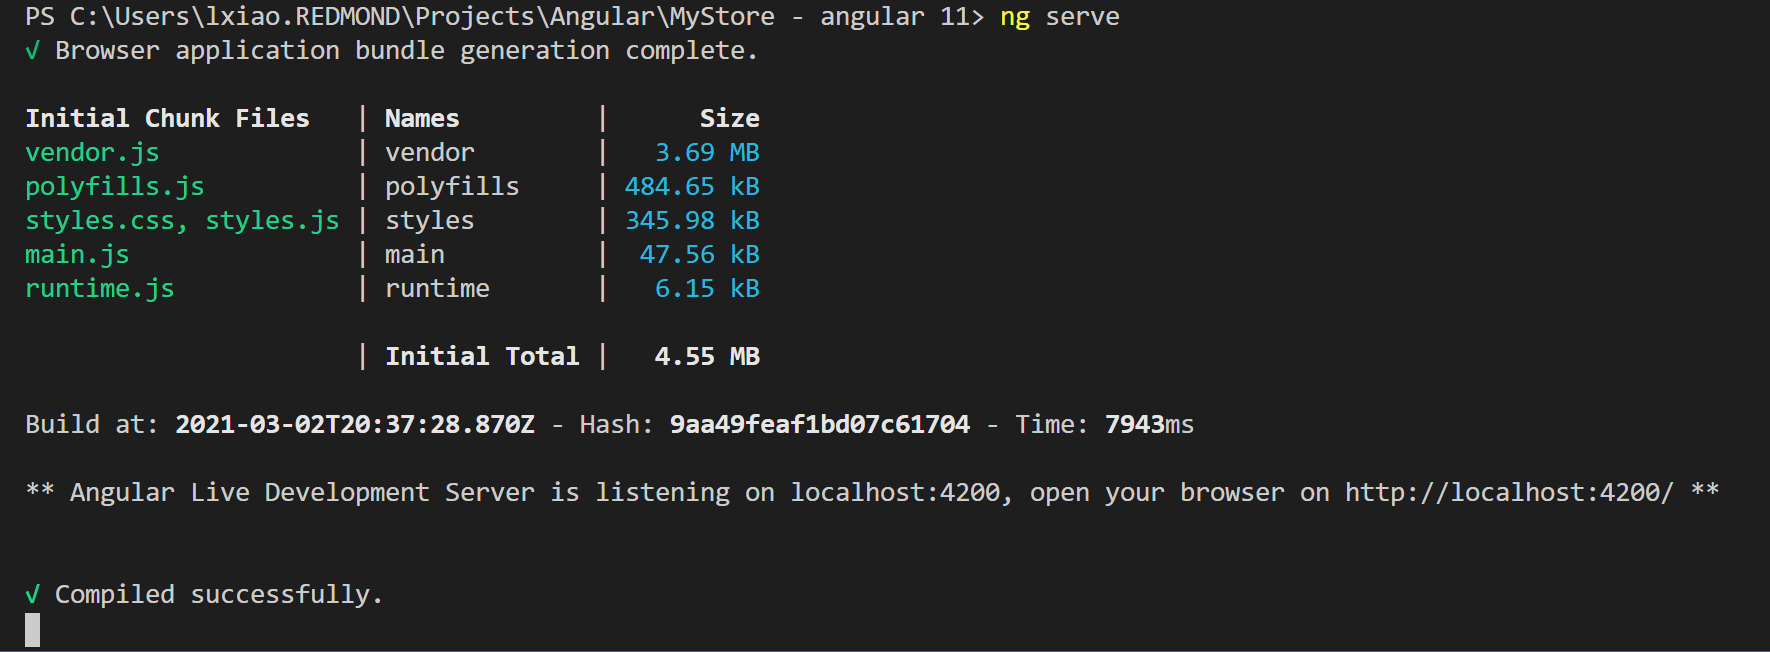 PS C:\Users\lxiao.REDMOND\Projects\Angular\MyStore - angular 11> ng serve
√ Browser application bundle generation complete.
Initial Chunk Files | Names | Size
vendor.js | vendor | 3.69 MB
polyfills.js | polyfills | 484.65 kB
styles.css, styles.js | styles | 345.98 kB
main.js | main | 47.56 kB
runtime.js | runtime | 6.15 kB
| Initial Total | 4.55 MB
Build at: 2021-03-02T20:37:28.870Z - Hash: 9aa49feaf1bd07c61704 - Time: 7943ms
** Angular Live Development Server is listening on localhost:4200, open your browser on http://localhost:4200/ **
√ Compiled successfully.